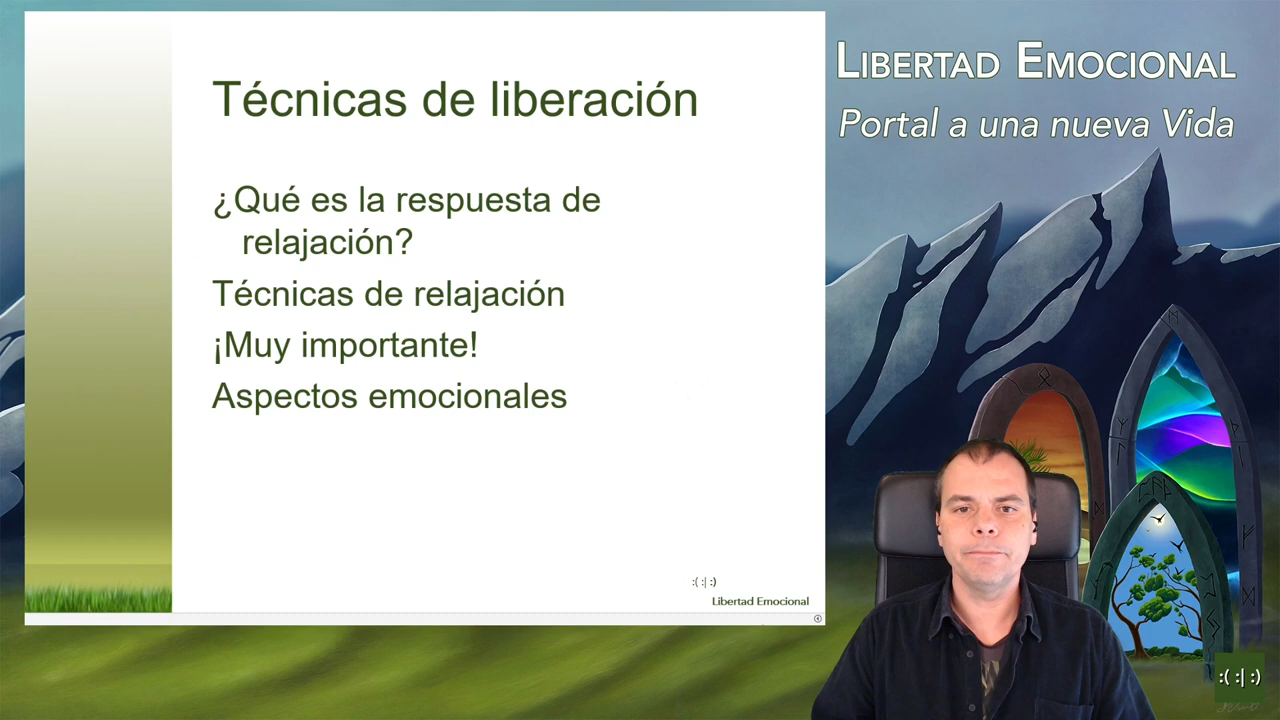 Técnicas de liberación
¿Qué es la respuesta de
relajación?
Técnicas de relajación
¡Muy importante!
Aspectos emocionales
:( :| :)
Libertad Emocional
LIBERTAD EMOCIONAL
Portal a una nueva Vida
:( :| :)